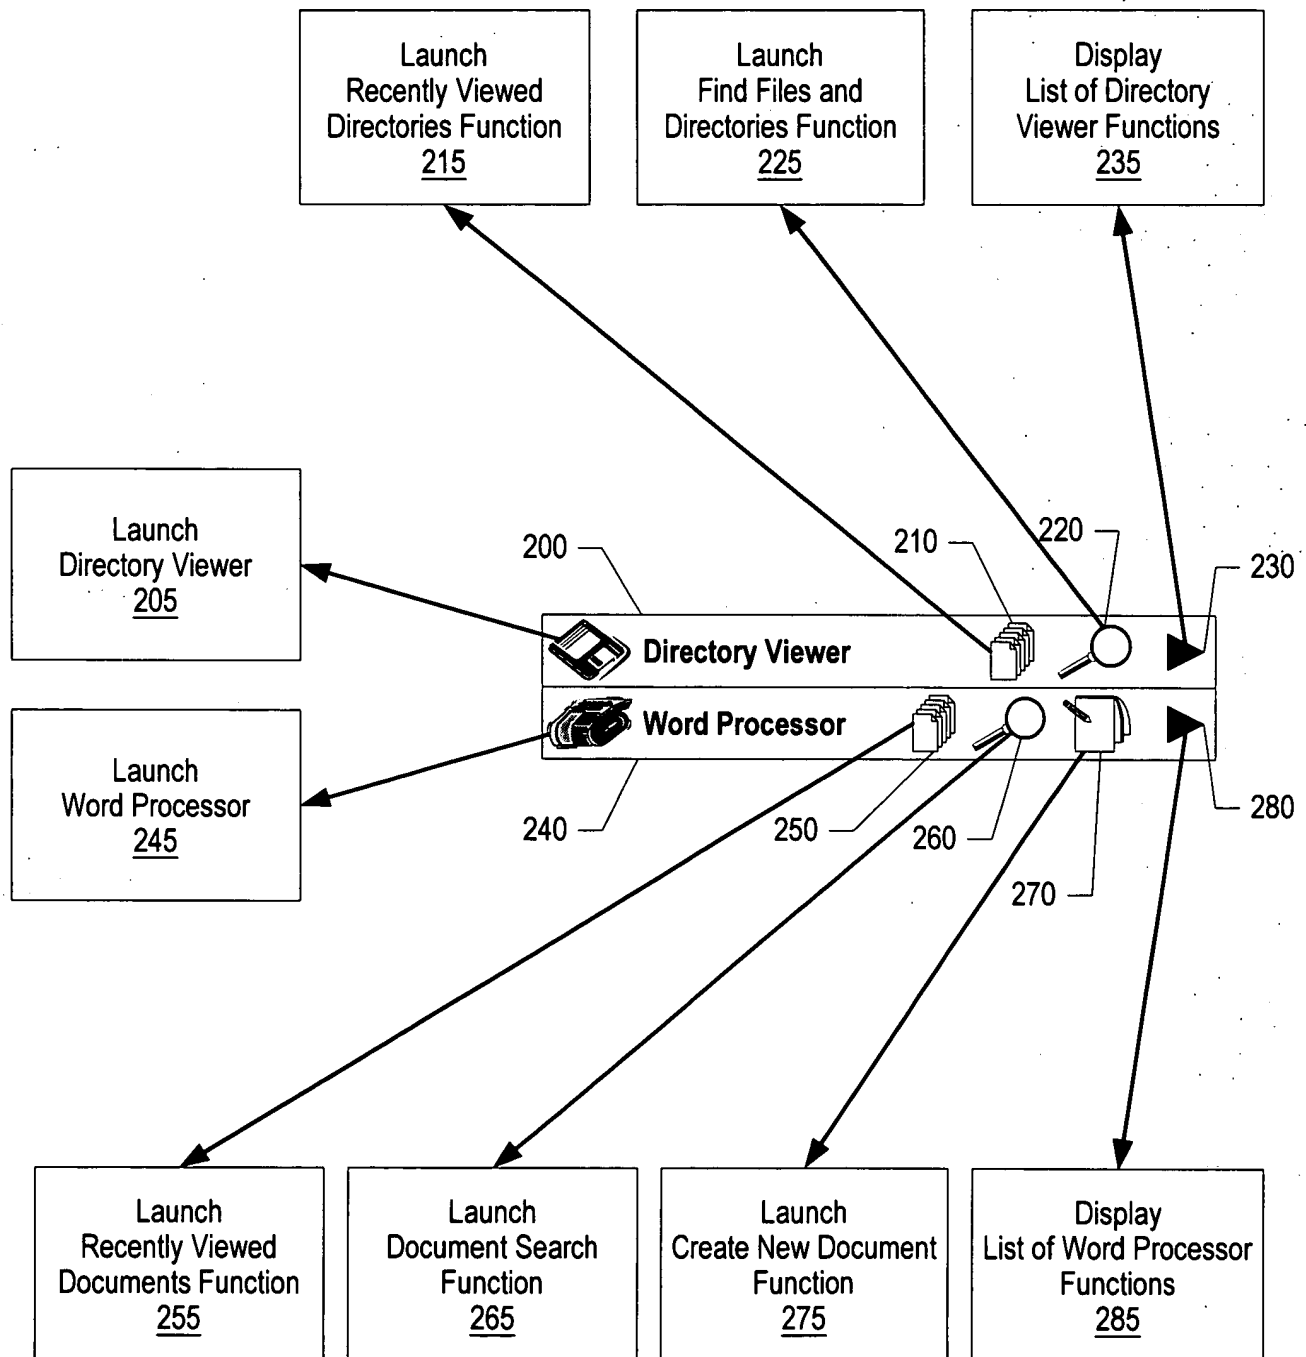 Launch
Recently Viewed
Directories Function
215
Launch
Find Files and
Directories Function
225
Display
List of Directory
Viewer Functions
235
Launch
Directory Viewer
205
200
210
220
230
Directory Viewer
Word Processor
Launch
Word Processor
245
240
250
260
270
280
Launch
Recently Viewed
Documents Function
255
Launch
Document Search
Function
265
Launch
Create New Document
Function
275
Display
List of Word Processor
Functions
285